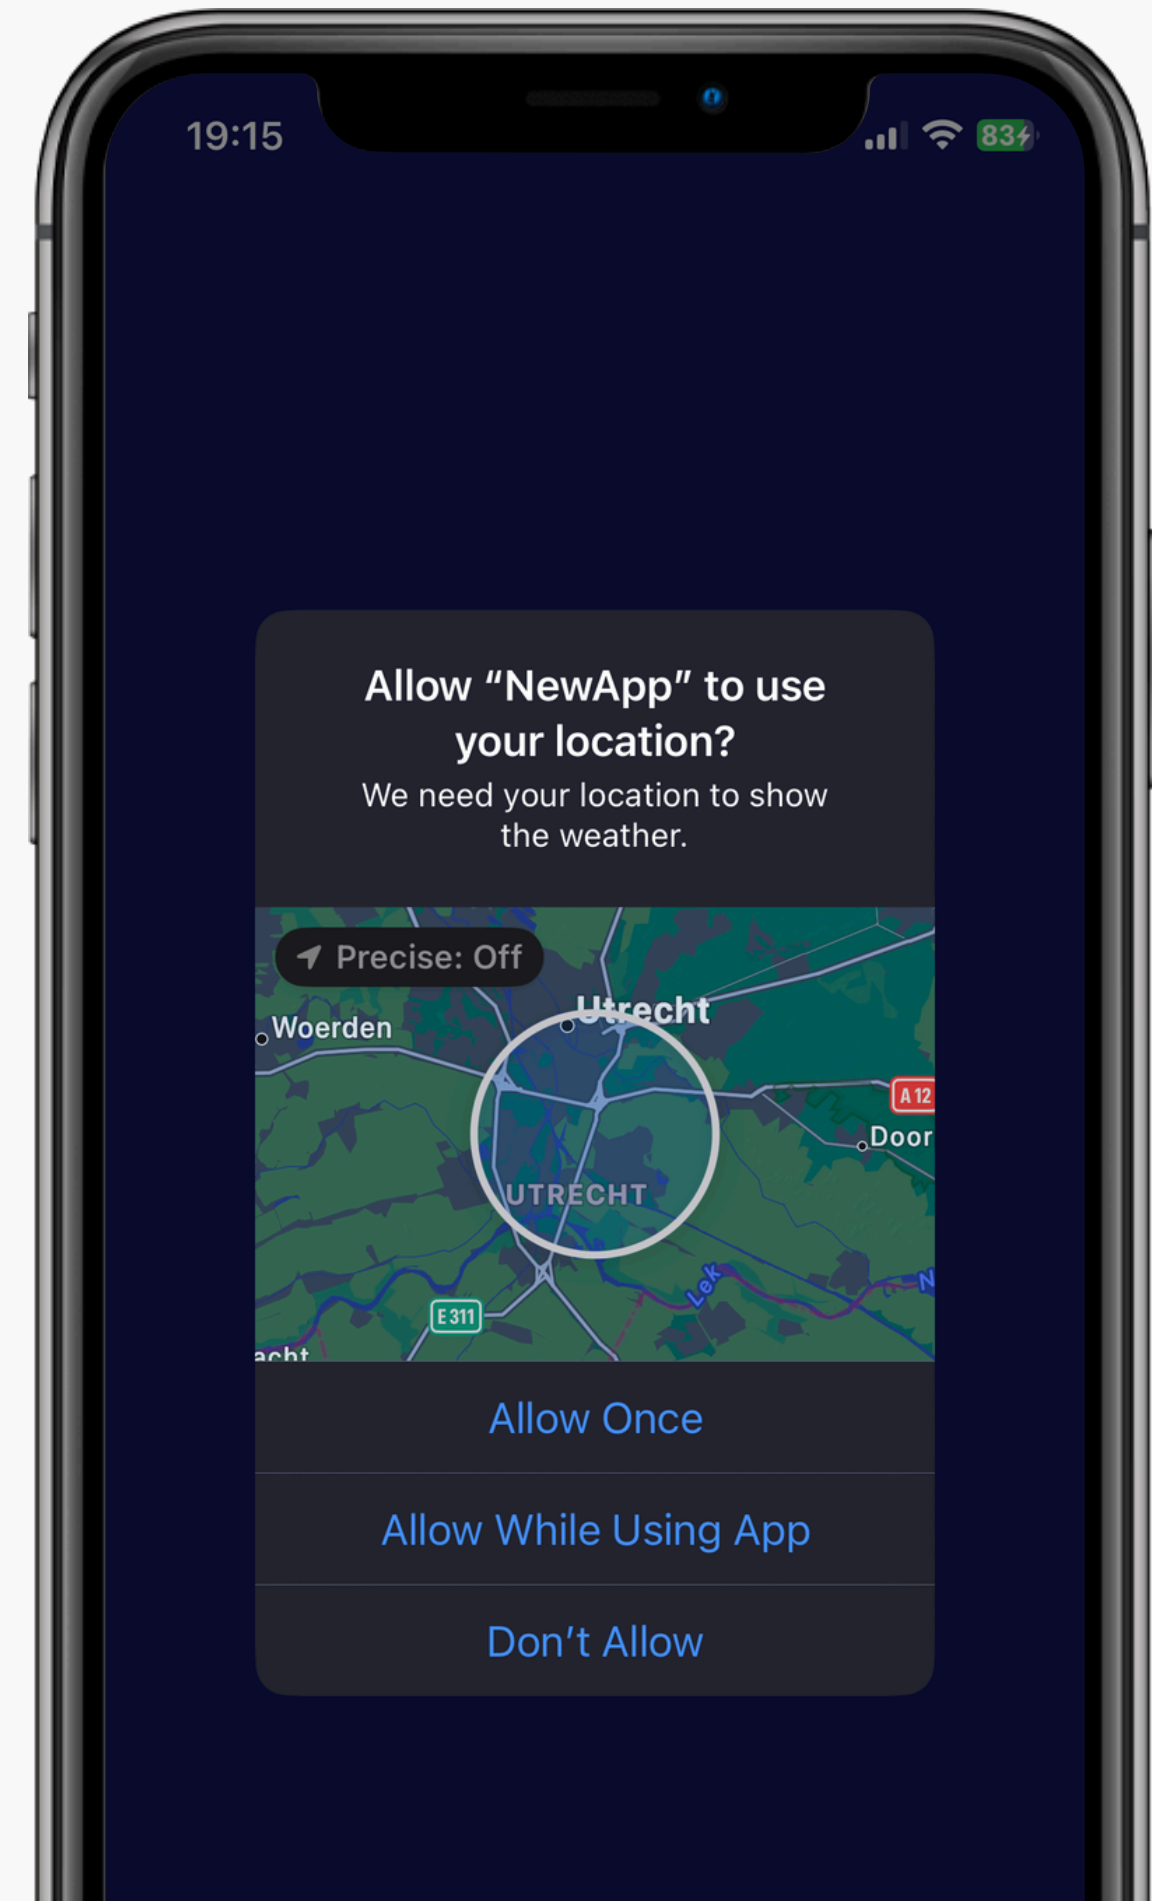 19:15
83
Allow “NewApp” to use
your location?
We need your location to show
the weather.
Precise: Off
Utrecht
Woerden
A 12
Door
UTRECHT
Lek
N
E 311
acht
Allow Once
Allow While Using App
Don’t Allow